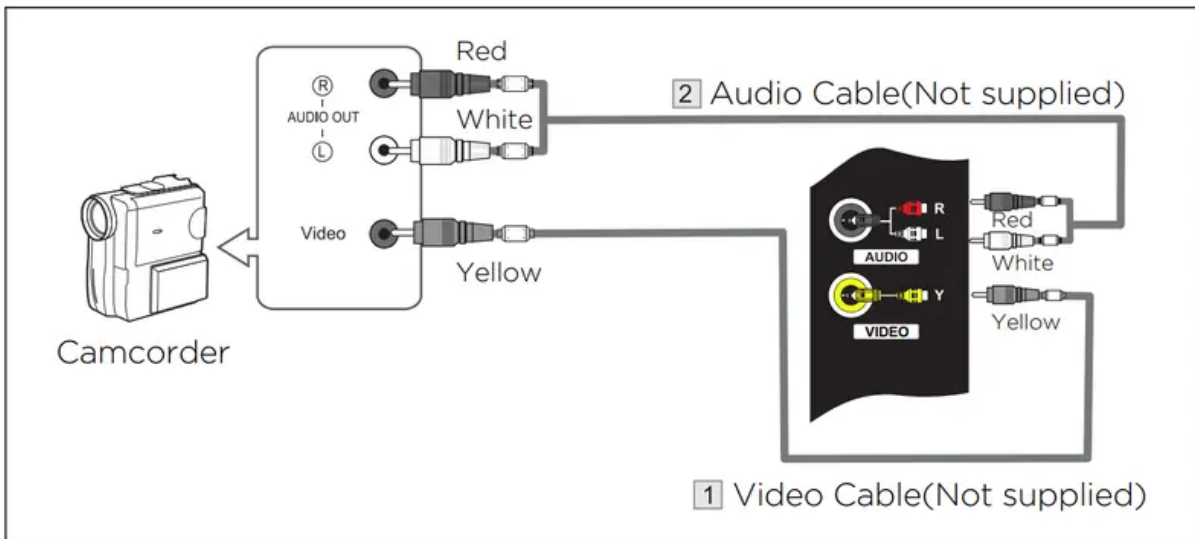 Red
Ⓡ
AUDIO OUT
Ⓛ
White
Video
Yellow
Camcorder
2 Audio Cable(Not supplied)
R
L
AUDIO
Y
VIDEO
Red
White
Yellow
1 Video Cable(Not supplied)